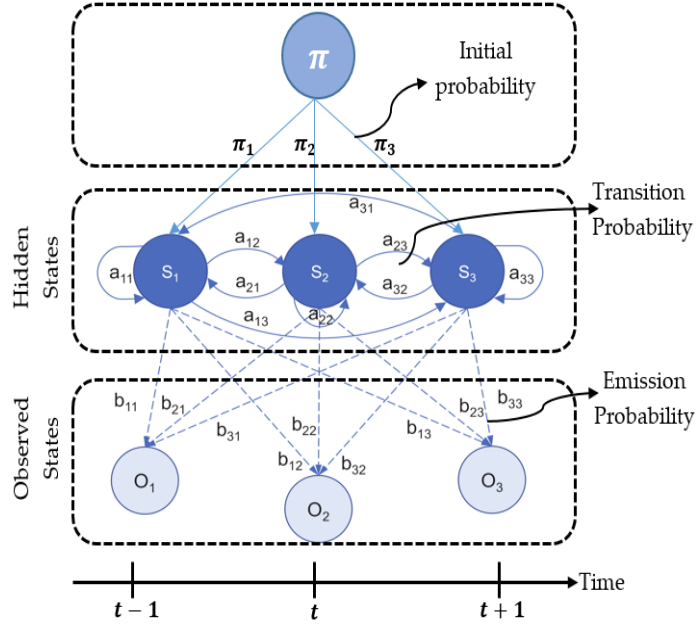 π
Initial
probability
π₁
π₂
π₃
Transition
Probability
Hidden
States
a₃₁
a₁₂
a₂₃
S₁
S₂
S₃
a₁₁
a₂₁
a₃₂
a₃₃
a₁₃
a₂₂
Emission
Probability
Observed
States
b₁₁
b₂₁
b₃₁
b₂₂
b₁₂
b₃₂
b₁₃
b₂₃
b₃₃
O₁
O₂
O₃
Time
t − 1
t
t + 1